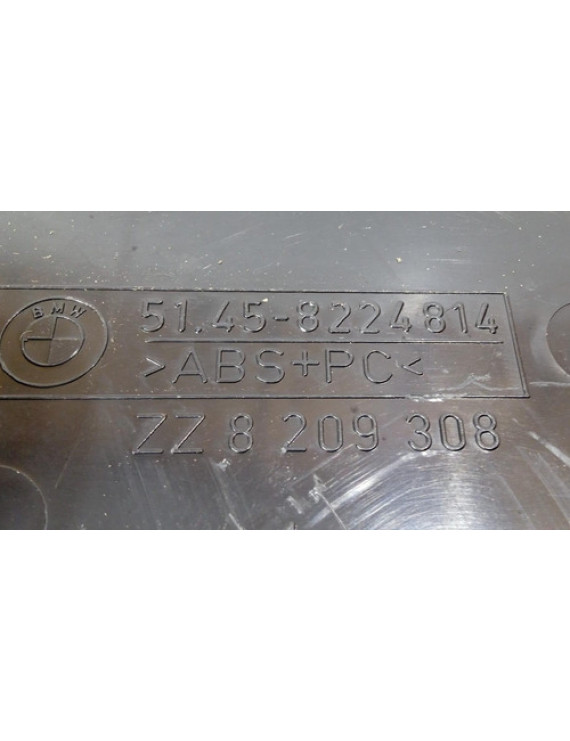 BMW
51.45-8224814
>ABS+PC<
ZZ 8 209 308